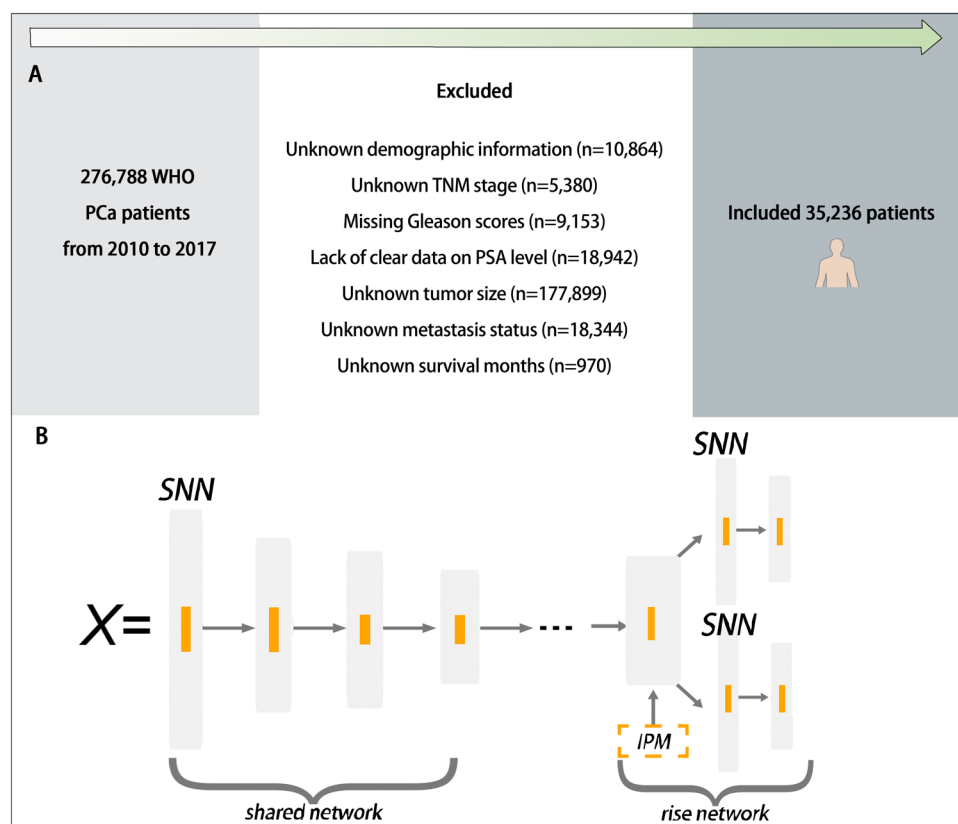 A
Excluded
Unknown demographic information (n=10,864)
Unknown TNM stage (n=5,380)
Missing Gleason scores (n=9,153)
Lack of clear data on PSA level (n=18,942)
Unknown tumor size (n=177,899)
Unknown metastasis status (n=18,344)
Unknown survival months (n=970)
276,788 WHO
PCa patients
from 2010 to 2017
Included 35,236 patients
B
SNN
X=
SNN
SNN
IPM
shared network
rise network